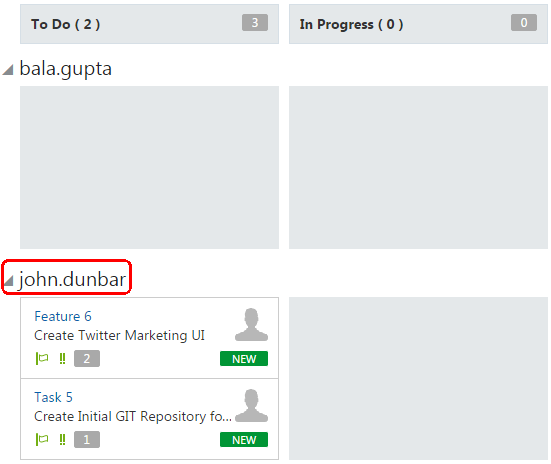 To Do ( 2 ) 3 In Progress ( 0 ) 0
bala.gupta
john.dunbar
Feature 6
Create Twitter Marketing UI
!! 2 NEW
Task 5
Create Initial GIT Repository fo...
!! 1 NEW